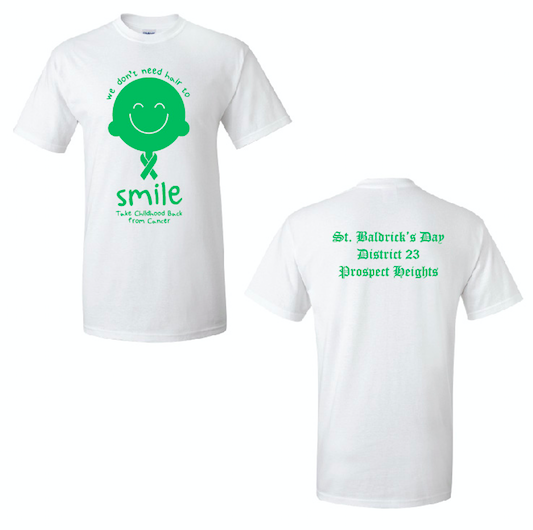 we don't need hair to
smile
Take Childhood Back
from Cancer
St. Baldrick's Day
District 23
Prospect Heights